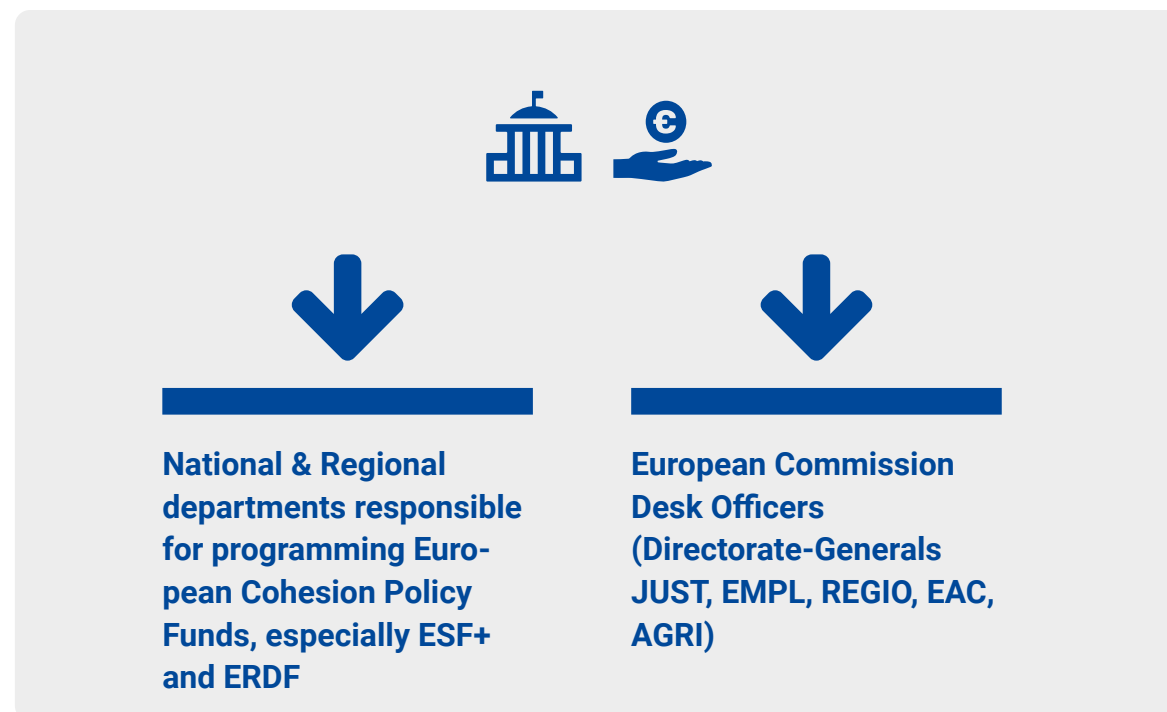 €
National & Regional
departments responsible
for programming Euro-
pean Cohesion Policy
Funds, especially ESF+
and ERDF
European Commission
Desk Officers
(Directorate-Generals
JUST, EMPL, REGIO, EAC,
AGRI)